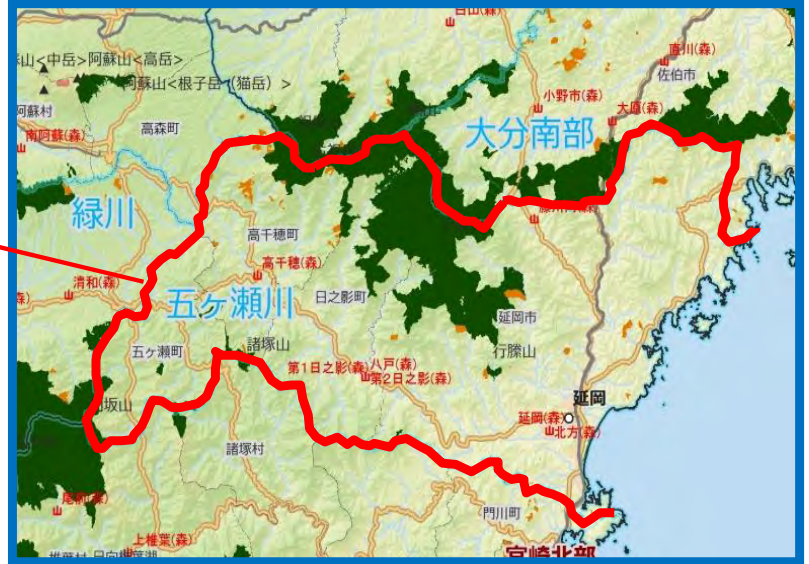 阿蘇山<中岳>
阿蘇山<高岳>
阿蘇山<根子岳(猫岳)>
直川(森)
佐伯市
小野市(森)
大原(森)
高森町
南阿蘇(森)
大分南部
緑川
高千穂町
高千穂(森)
清和(森)
五ヶ瀬川
日之影町
延岡市
行縢山
五ヶ瀬町
諸塚山
第1日之影(森)
八戸(森)
第2日之影(森)
延岡
延岡(森)
北方(森)
諸塚村
門川町
上椎葉(森)
宮崎北部